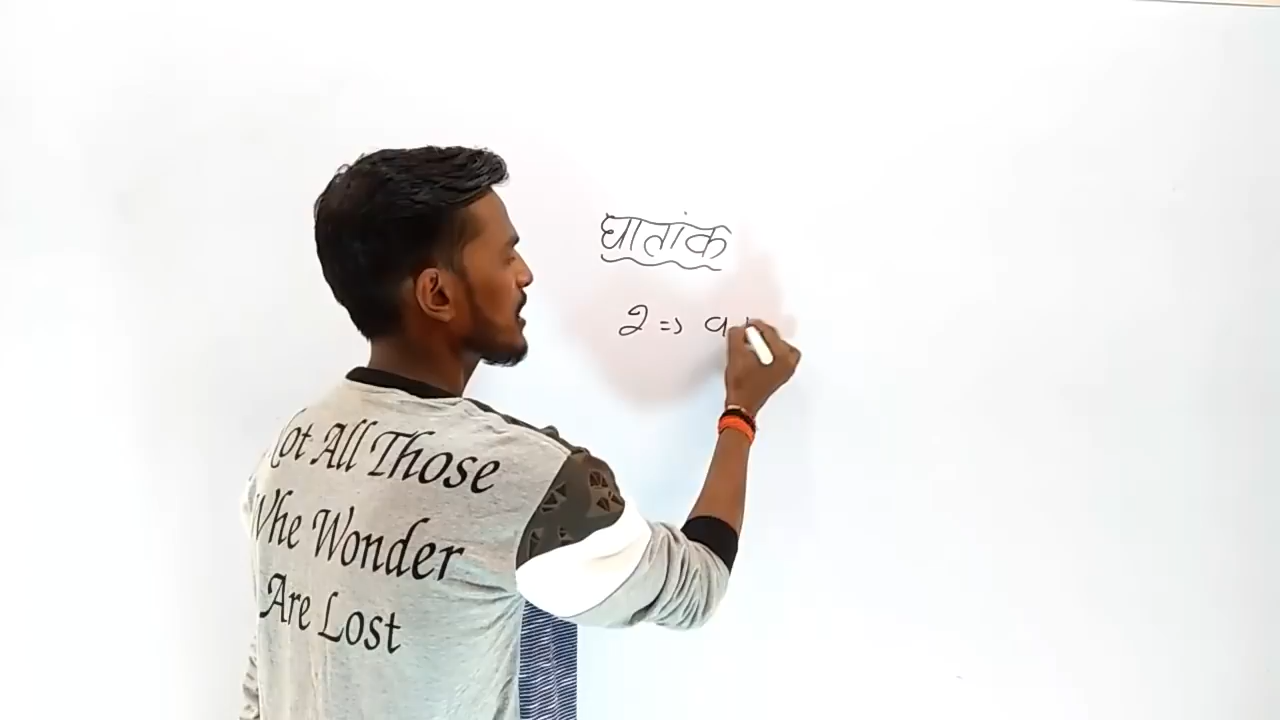 घातांक
2 => a
Not All Those
Whe Wonder
Are Lost